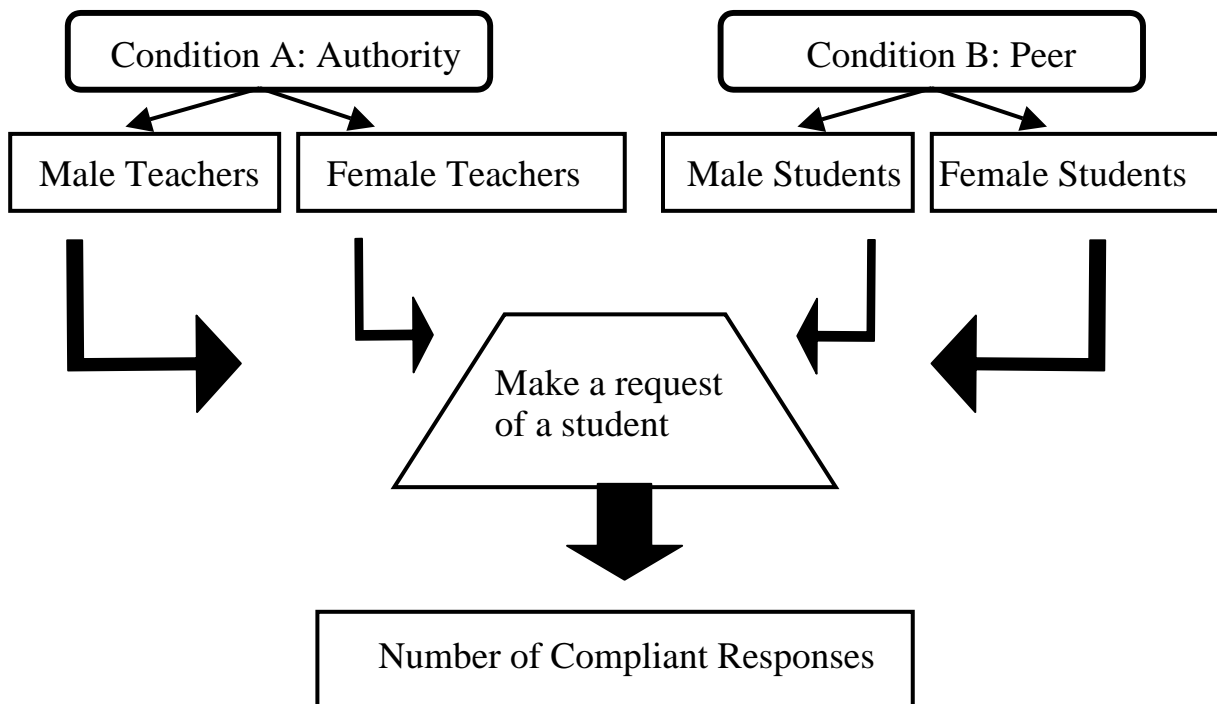 Condition A: Authority
Condition B: Peer
Male Teachers
Female Teachers
Male Students
Female Students
Make a request
of a student
Number of Compliant Responses